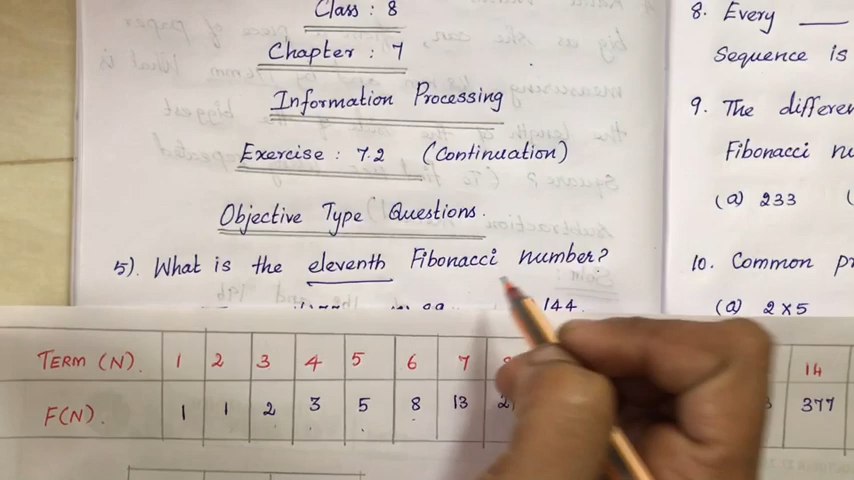 Class : 8
Chapter : 7
Information Processing
Exercise : 7.2 (Continuation)
Objective Type Questions.
5). What is the eleventh Fibonacci number?
144.
8. Every ___
Sequence is
9. The differen
Fibonacci nu
(a) 233 (
10. Common p
(a) 2×5
TERM (N). 1 2 3 4 5 6 7 14
F(N). 1 1 2 3 5 8 13 377